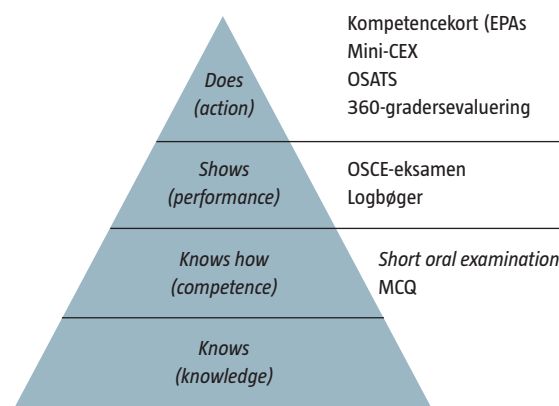 Kompetencekort (EPAs
Mini-CEX
OSATS
360-gradersevaluering
Does
(action)
OSCE-eksamen
Logbøger
Shows
(performance)
Short oral examination
MCQ
Knows how
(competence)
Knows
(knowledge)